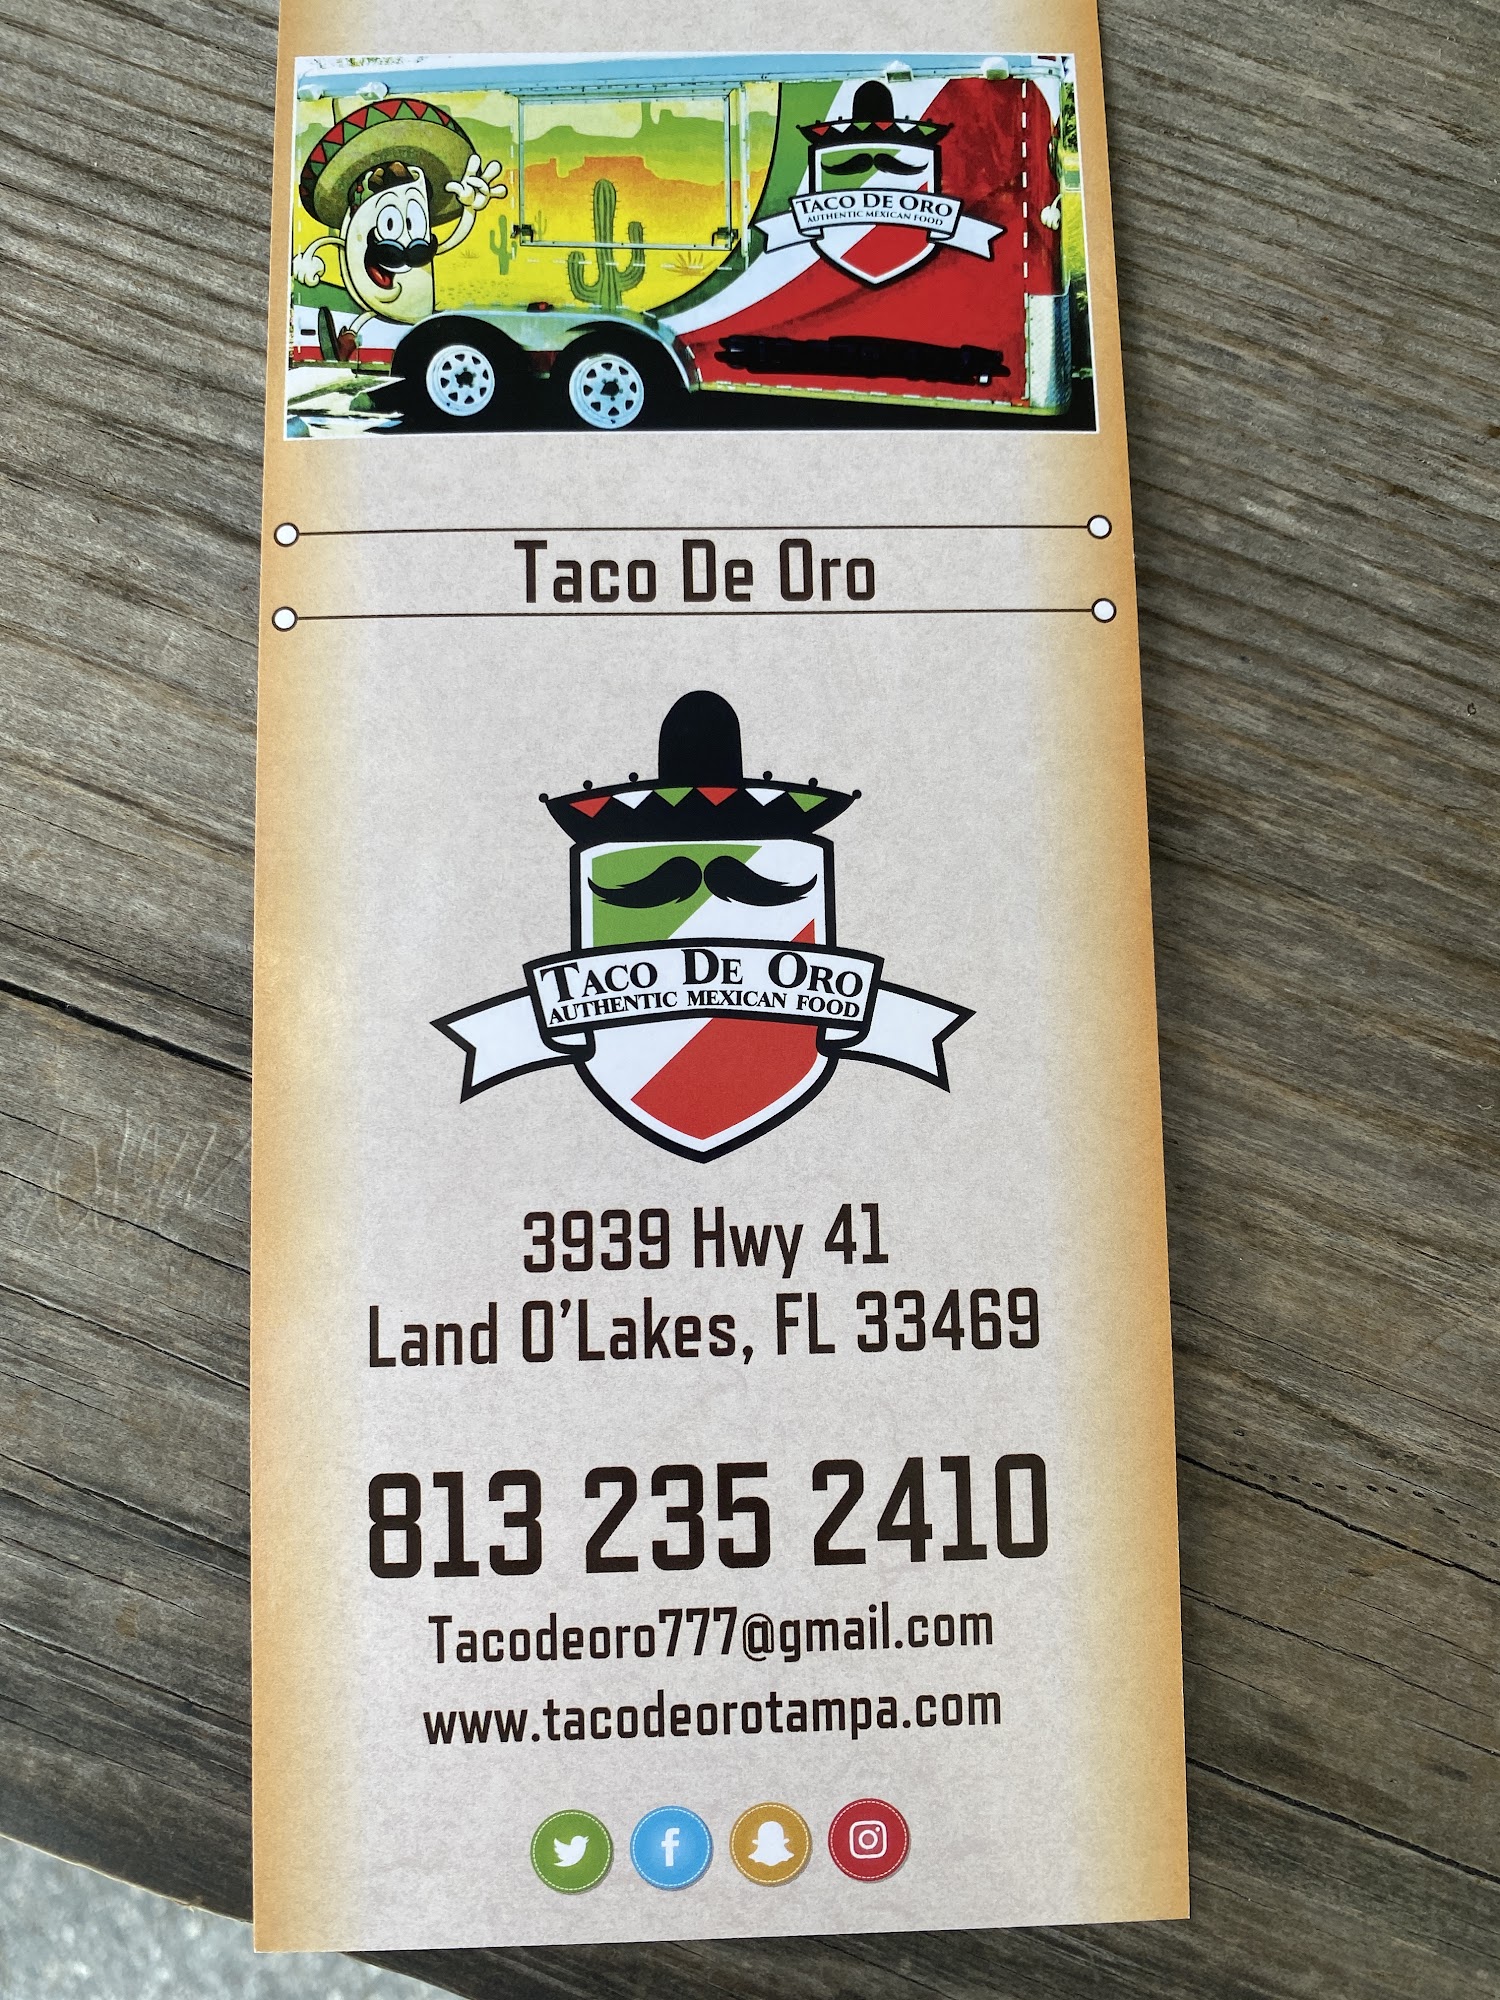 TACO DE ORO
AUTHENTIC MEXICAN FOOD
Taco De Oro
TACO DE ORO
AUTHENTIC MEXICAN FOOD
3939 Hwy 41
Land O'Lakes, FL 33469
813 235 2410
Tacodeoro777@gmail.com
www.tacodeorotampa.com